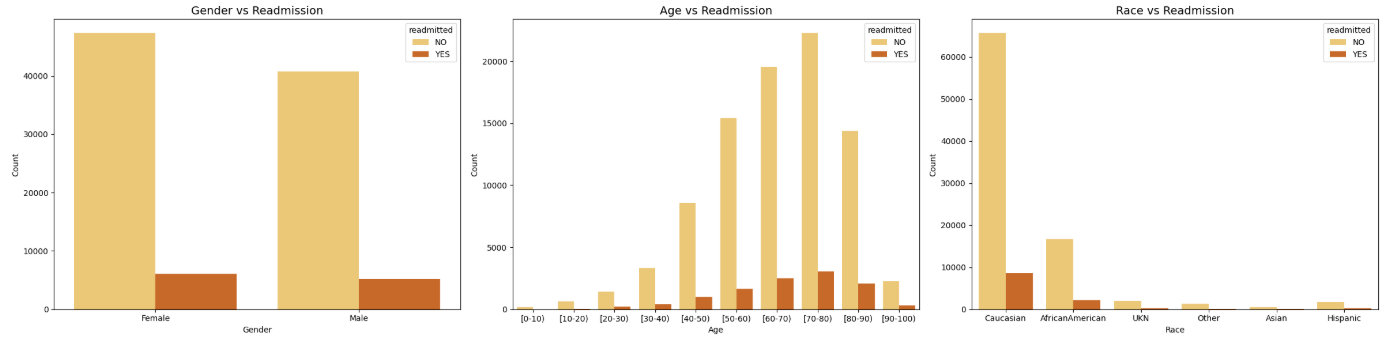 Gender vs Readmission
Count
40000
30000
20000
10000
0
Female
Male
Gender
readmitted
NO
YES
Age vs Readmission
Count
20000
15000
10000
5000
0
[0-10)
[10-20)
[20-30)
[30-40)
[40-50)
[50-60)
[60-70)
[70-80)
[80-90)
[90-100)
Age
readmitted
NO
YES
Race vs Readmission
Count
60000
50000
40000
30000
20000
10000
0
Caucasian
AfricanAmerican
UKN
Other
Asian
Hispanic
Race
readmitted
NO
YES